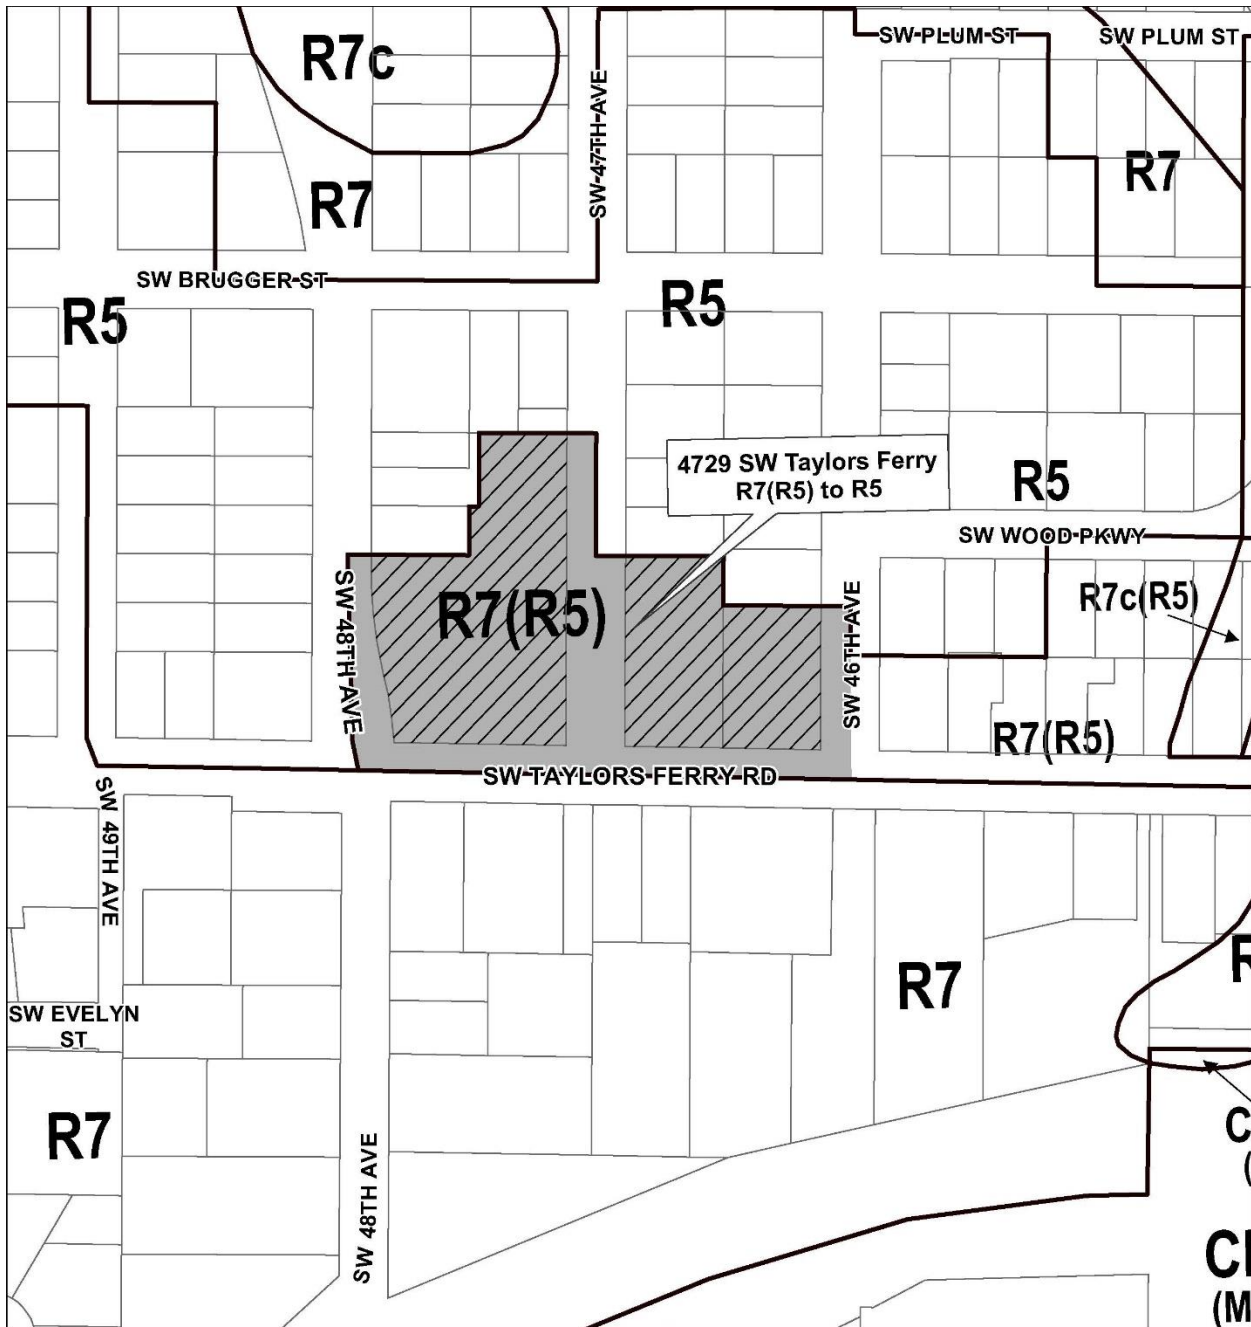 R7c
SW 47TH AVE
SW PLUM ST
SW PLUM ST
R7
R7
SW BRUGGER ST
R5
R5
4729 SW Taylors Ferry
R7(R5) to R5
R5
SW WOOD PKWY
SW 48TH AVE
R7(R5)
SW 46TH AVE
R7c(R5)
R7(R5)
SW TAYLORS FERRY RD
SW 49TH AVE
R7
R
SW EVELYN
ST
R7
SW 48TH AVE
C
(
(M